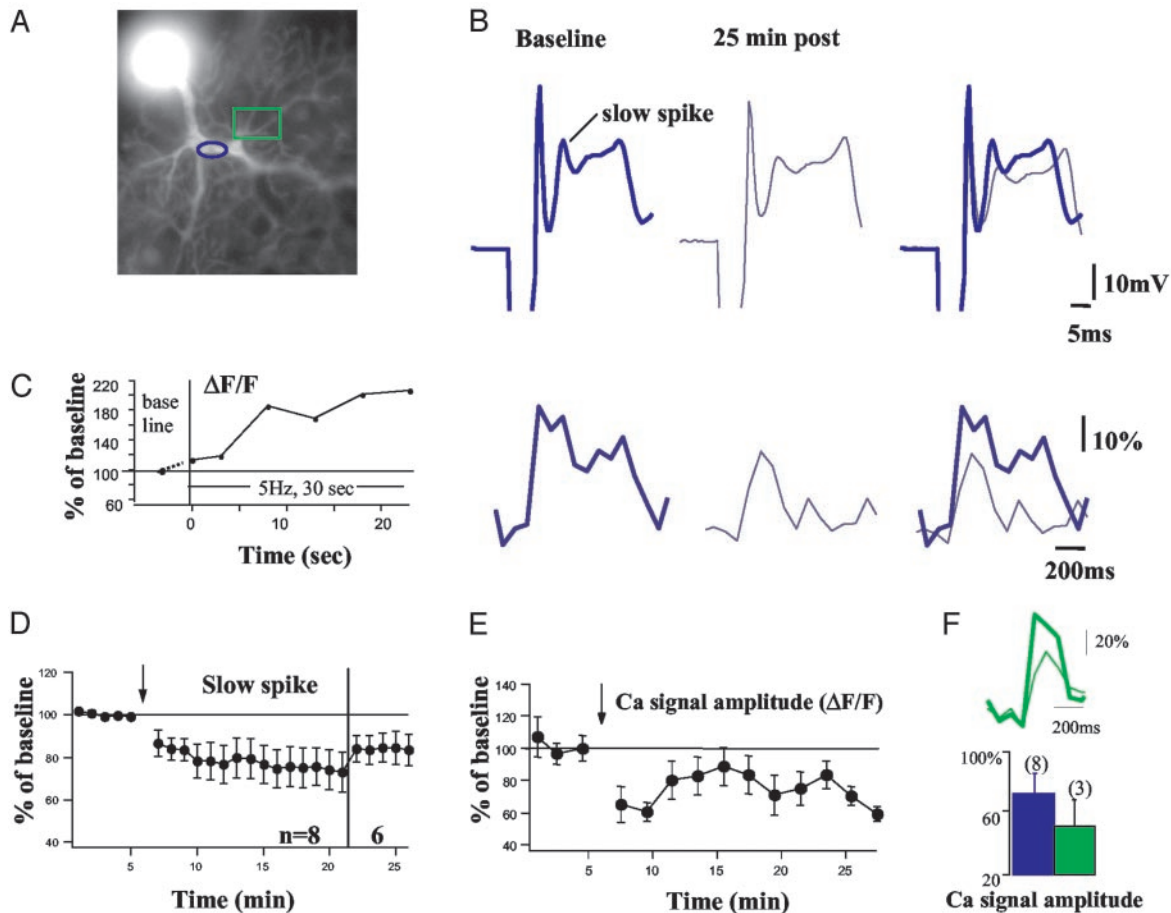 A
B
Baseline
25 min post
slow spike
10mV
5ms
10%
200ms
C
ΔF/F
% of baseline
220
180
140
100
60
base
line
5Hz, 30 sec
0
10
20
Time (sec)
D
Slow spike
% of baseline
120
100
80
60
40
n=8
6
5
10
15
20
25
Time (min)
E
Ca signal amplitude (ΔF/F)
% of baseline
140
120
100
80
60
40
5
10
15
20
25
Time (min)
F
20%
200ms
100%
60
20
(8)
(3)
Ca signal amplitude